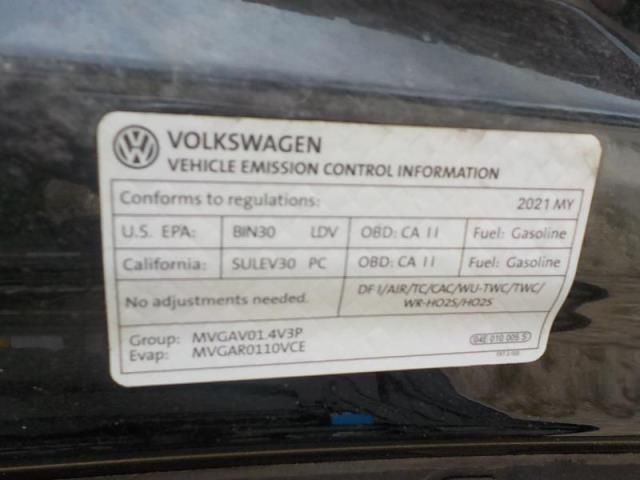 VOLKSWAGEN
VEHICLE EMISSION CONTROL INFORMATION
Conforms to regulations: 2021 MY
U.S. EPA: BIN30 LDV OBD: CA II Fuel: Gasoline
California: SULEV30 PC OBD: CA II Fuel: Gasoline
No adjustments needed. DFI/AIR/TC/CAC/WU-TWC/TWC/
WR-HO2S/HO2S
Group: MVGAV01.4V3P
Evap: MVGAR0110VCE
04E 010 005 S